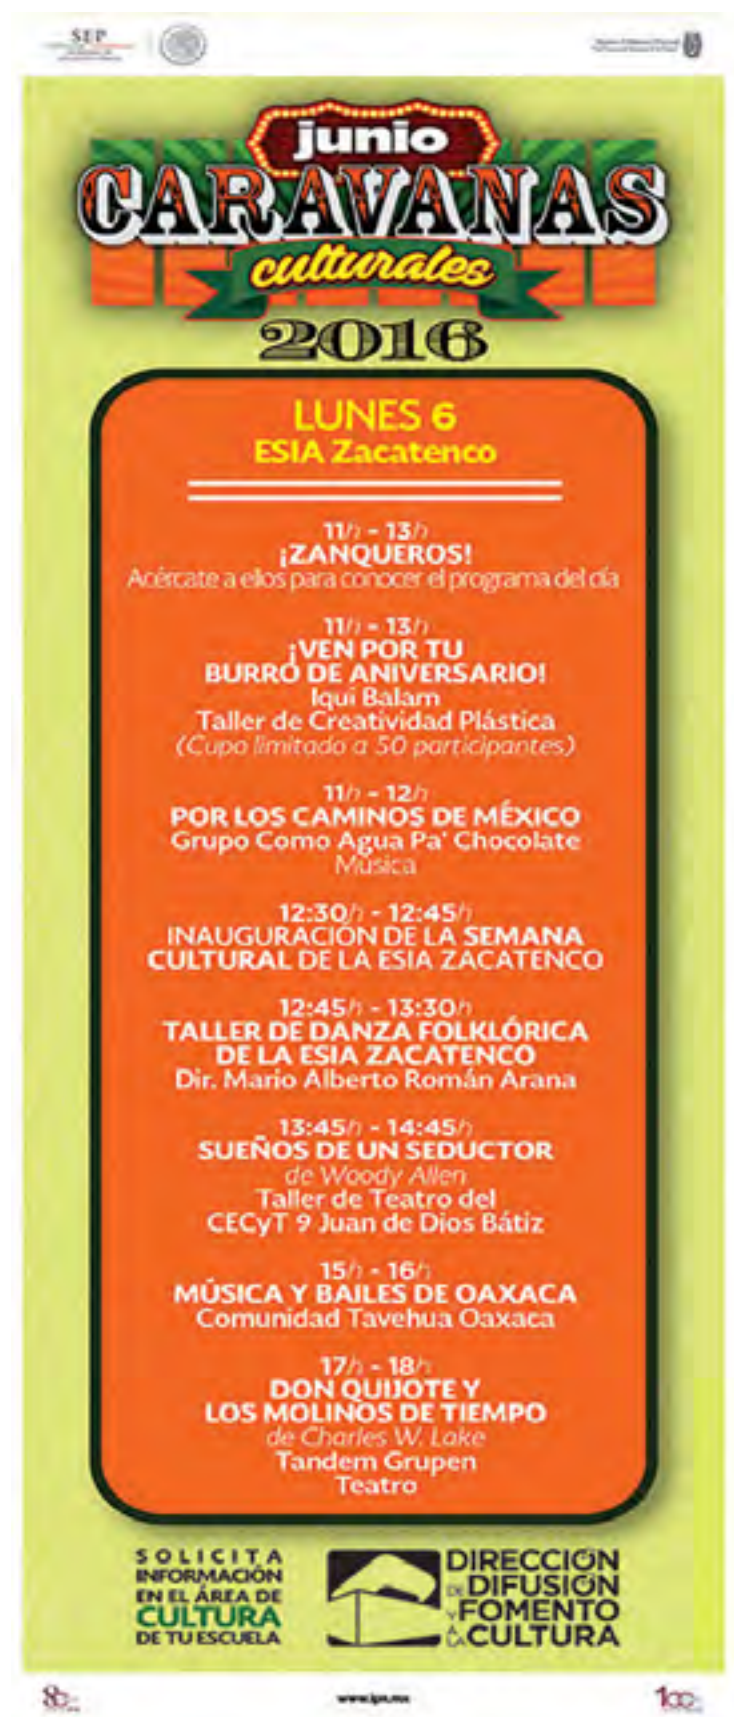 SEP
junio
CARAVANAS
culturales
2016
LUNES 6
ESIA Zacatenco
11h - 13h
¡ZANQUEROS!
Acércate a ellos para conocer el programa del día
11h - 13h
¡VEN POR TU
BURRO DE ANIVERSARIO!
Iqui Balam
Taller de Creatividad Plástica
(Cupo limitado a 50 participantes)
11h - 12h
POR LOS CAMINOS DE MÉXICO
Grupo Como Agua Pa' Chocolate
Música
12:30h - 12:45h
INAUGURACIÓN DE LA SEMANA
CULTURAL DE LA ESIA ZACATENCO
12:45h - 13:30h
TALLER DE DANZA FOLKLÓRICA
DE LA ESIA ZACATENCO
Dir. Mario Alberto Román Arana
13:45h - 14:45h
SUEÑOS DE UN SEDUCTOR
de Woody Allen
Taller de Teatro del
CECyT 9 Juan de Dios Bátiz
15h - 16h
MÚSICA Y BAILES DE OAXACA
Comunidad Tavehua Oaxaca
17h - 18h
DON QUIJOTE Y
LOS MOLINOS DE TIEMPO
de Charles W. Lake
Tandem Grupen
Teatro
SOLICITA
INFORMACIÓN
EN EL ÁREA DE
CULTURA
DE TU ESCUELA
DIRECCIÓN
DE DIFUSIÓN
Y FOMENTO
A LA CULTURA
80
www.ipn.mx
100